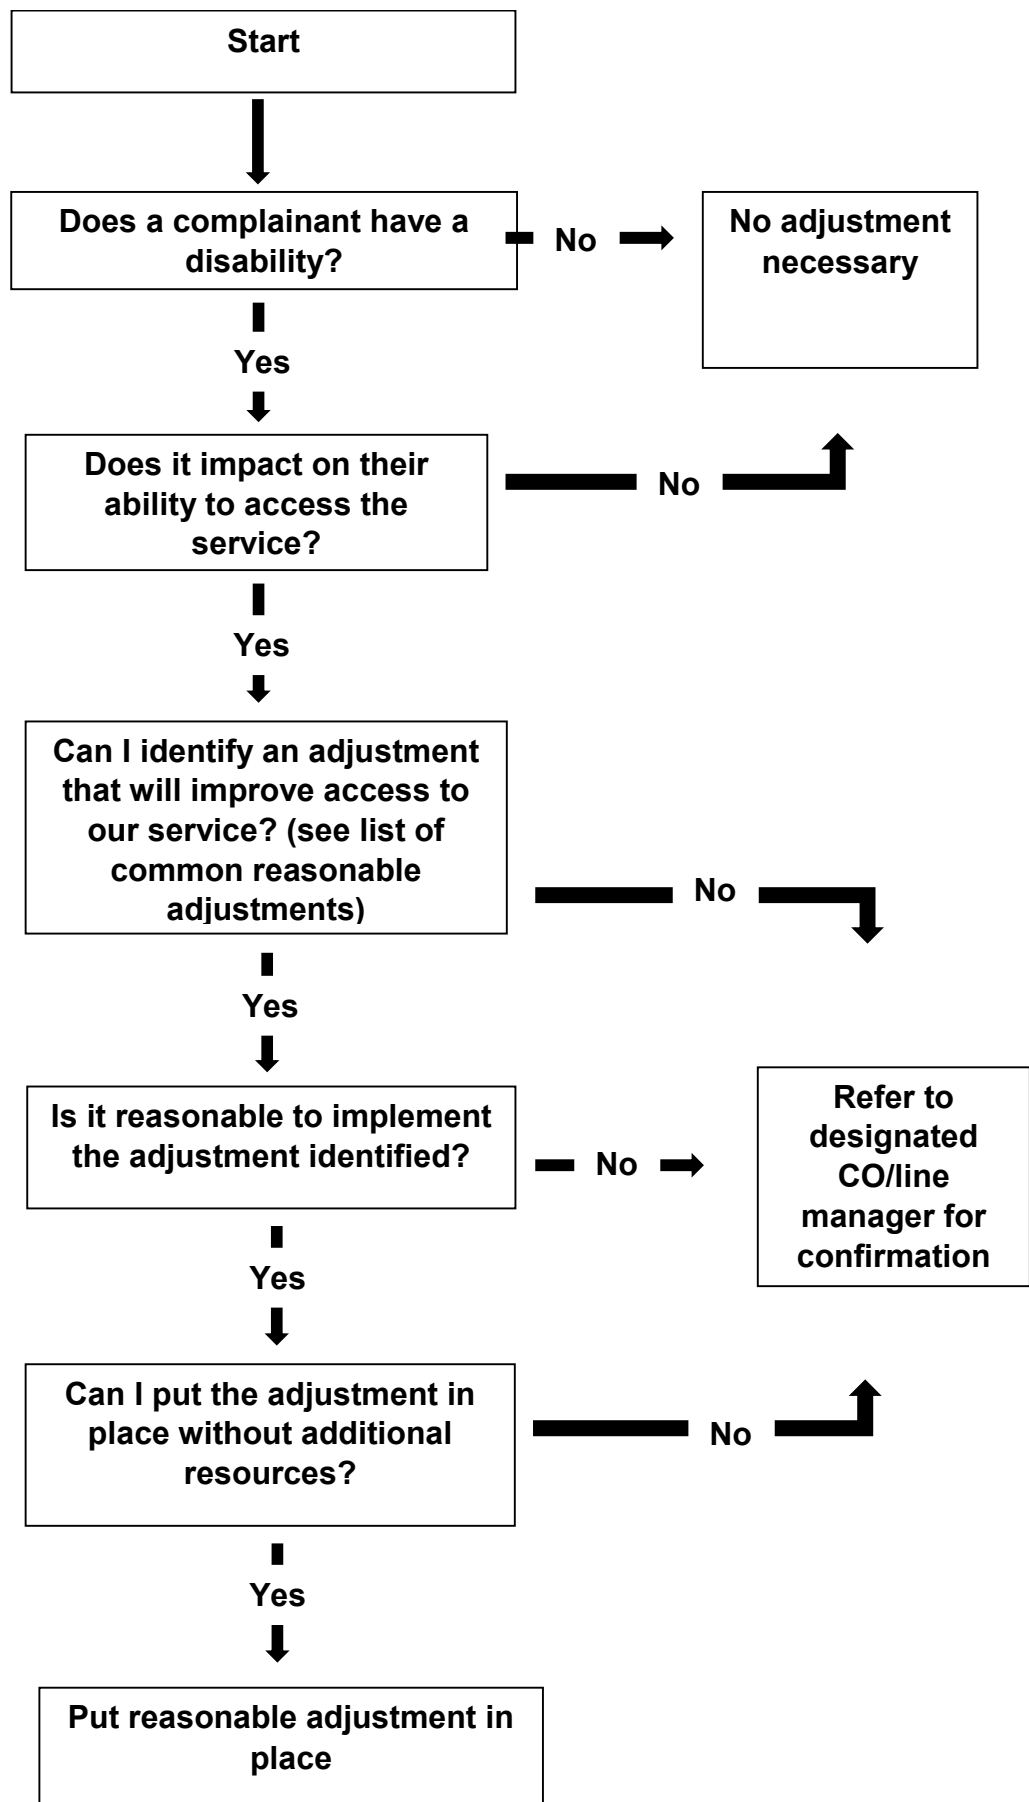 Start
Does a complainant have a
disability?
No
No adjustment
necessary
Yes
Does it impact on their
ability to access the
service?
No
Yes
Can I identify an adjustment
that will improve access to
our service? (see list of
common reasonable
adjustments)
No
Yes
Is it reasonable to implement
the adjustment identified?
No
Refer to
designated
CO/line
manager for
confirmation
Yes
Can I put the adjustment in
place without additional
resources?
No
Yes
Put reasonable adjustment in
place